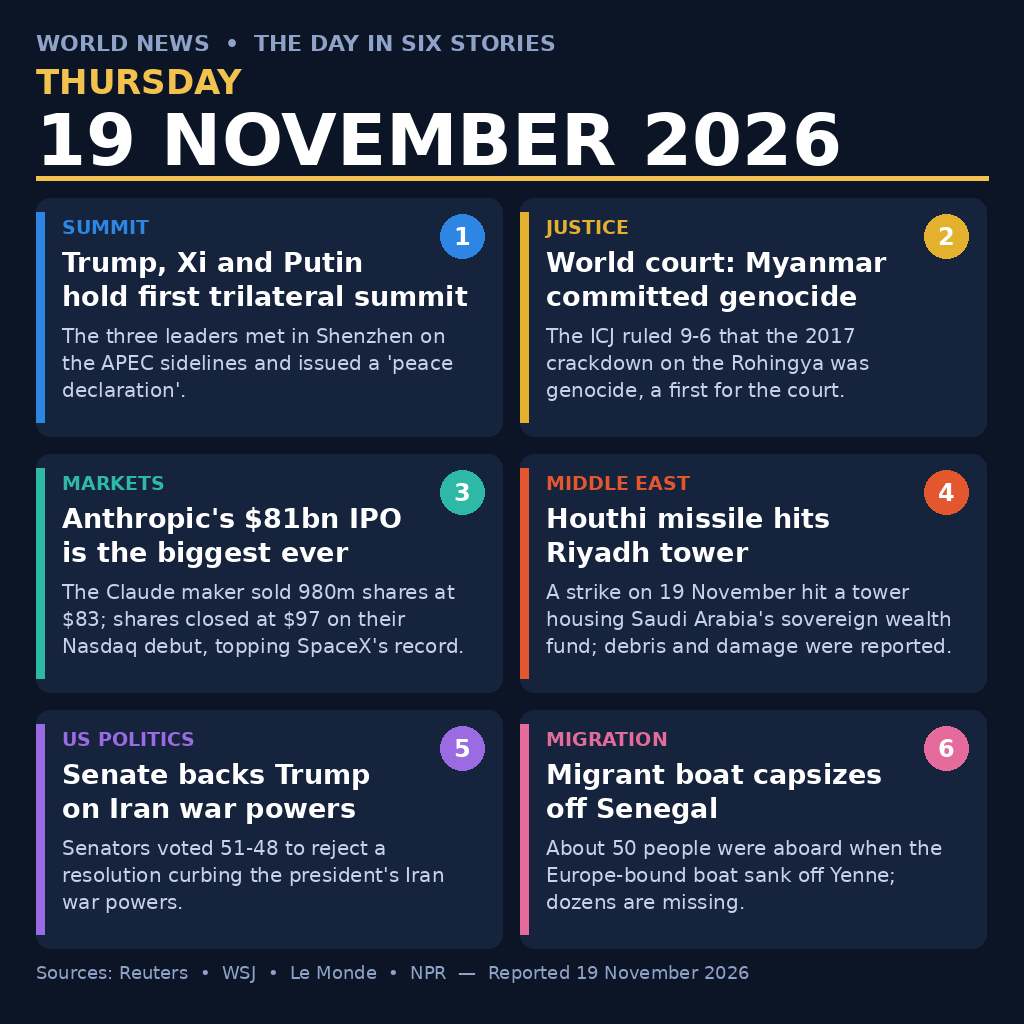 WORLD NEWS • THE DAY IN SIX STORIES
THURSDAY
19 NOVEMBER 2026
SUMMIT
1
Trump, Xi and Putin
hold first trilateral summit
The three leaders met in Shenzhen on
the APEC sidelines and issued a 'peace
declaration'.
JUSTICE
2
World court: Myanmar
committed genocide
The ICJ ruled 9-6 that the 2017
crackdown on the Rohingya was
genocide, a first for the court.
MARKETS
3
Anthropic's $81bn IPO
is the biggest ever
The Claude maker sold 980m shares at
$83; shares closed at $97 on their
Nasdaq debut, topping SpaceX's record.
MIDDLE EAST
4
Houthi missile hits
Riyadh tower
A strike on 19 November hit a tower
housing Saudi Arabia's sovereign wealth
fund; debris and damage were reported.
US POLITICS
5
Senate backs Trump
on Iran war powers
Senators voted 51-48 to reject a
resolution curbing the president's Iran
war powers.
MIGRATION
6
Migrant boat capsizes
off Senegal
About 50 people were aboard when the
Europe-bound boat sank off Yenne;
dozens are missing.
Sources: Reuters • WSJ • Le Monde • NPR — Reported 19 November 2026